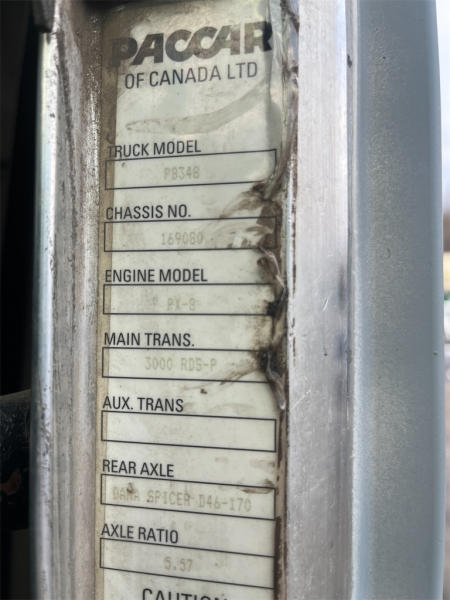 PACCAR
OF CANADA LTD
TRUCK MODEL
PB348
CHASSIS NO.
169080
ENGINE MODEL
PX-8
MAIN TRANS.
3000 RDS-P
AUX. TRANS
REAR AXLE
DANA SPICER D46-170
AXLE RATIO
5.57
CAUTION